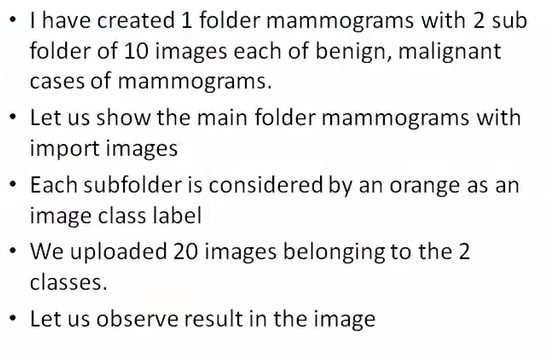 • I have created 1 folder mammograms with 2 sub
folder of 10 images each of benign, malignant
cases of mammograms.
• Let us show the main folder mammograms with
import images
• Each subfolder is considered by an orange as an
image class label
• We uploaded 20 images belonging to the 2
classes.
• Let us observe result in the image